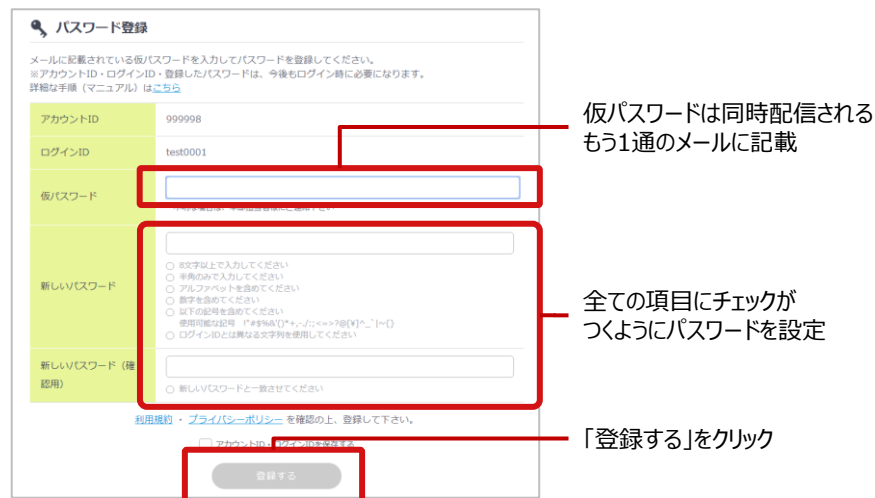 パスワード登録
メールに記載されている仮パスワードを入力してパスワードを登録してください。
※アカウントID・ログインID・登録したパスワードは、今後もログイン時に必要になります。
詳細な手順（マニュアル）はこちら
アカウントID 999998
ログインID test0001
仮パスワード
仮パスワードは同時配信される
もう1通のメールに記載
新しいパスワード
8文字以上で入力してください
半角のみで入力してください
アルファベットを含めてください
数字を含めてください
以下の記号を含めてください
使用可能な記号 !"#$%&'()*+,-./:;<=>?@[¥]^_`|~{}
ログインIDとは異なる文字列を使用してください
全ての項目にチェックが
つくようにパスワードを設定
新しいパスワード（確
認用）
新しいパスワードと一致させてください
利用規約 ・ プライバシーポリシー を確認の上、登録して下さい。
アカウントID・ログインIDを保存する
登録する
「登録する」をクリック